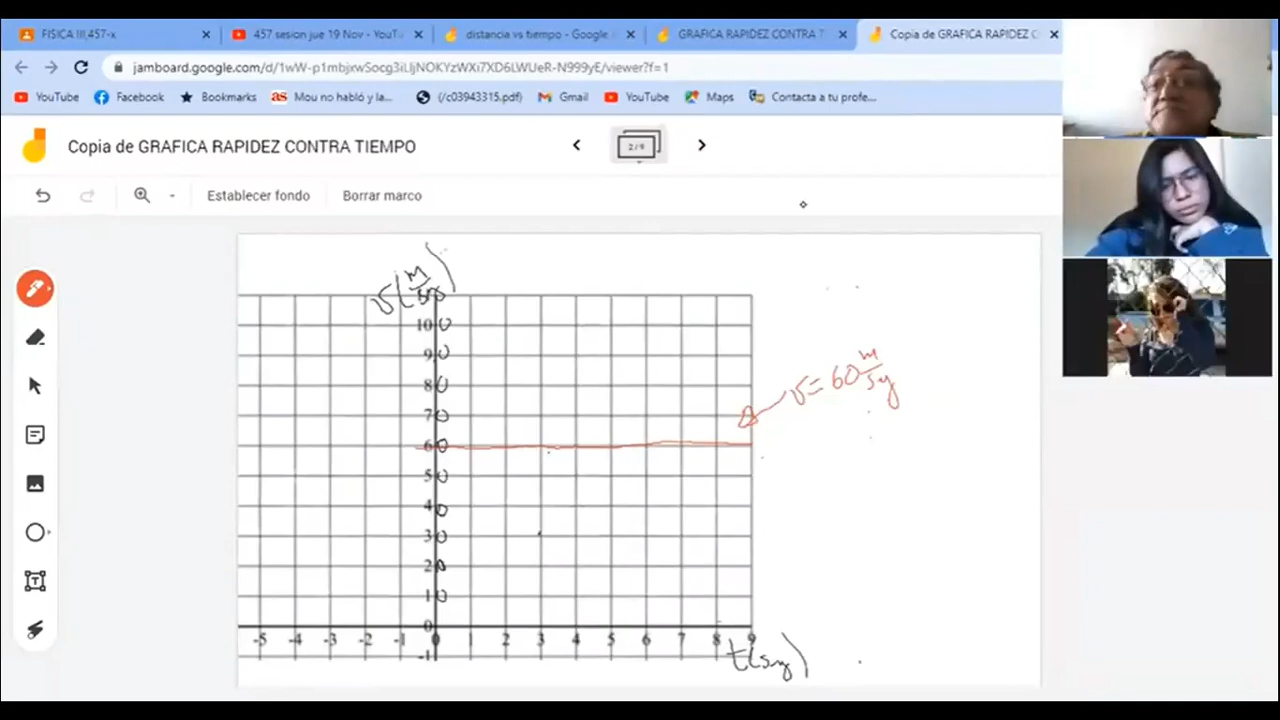 FISICA III,457-x
457 sesion jue 19 Nov - YouTu
distancia vs tiempo - Google
GRAFICA RAPIDEZ CONTRA T
Copia de GRAFICA RAPIDEZ C
jamboard.google.com/d/1wW-p1mbjxwSocg3iLIjNOKYzWXi7XD6LWUeR-N999yE/viewer?f=1
YouTube
Facebook
Bookmarks
as Mou no habló y la...
(/c03943315.pdf)
Gmail
YouTube
Maps
Contacta a tu profe...
Copia de GRAFICA RAPIDEZ CONTRA TIEMPO
2/9
Establecer fondo
Borrar marco
100
90
80
70
v = 60 m/sg
60
50
40
30
20
10
0
-5 -4 -3 -2 -1 0 1 2 3 4 5 6 7 8 9
-1
t(sg)